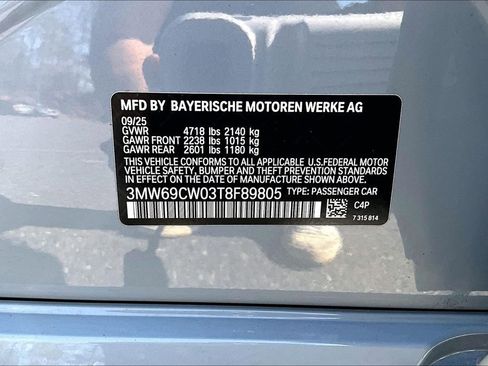 MFD BY BAYERISCHE MOTOREN WERKE AG
09/25
GVWR 4718 lbs 2140 kg
GAWR FRONT 2238 lbs 1015 kg
GAWR REAR 2601 lbs 1180 kg
THIS VEHICLE CONFORMS TO ALL APPLICABLE U.S.FEDERAL MOTOR
VEHICLE SAFETY, BUMPER, AND THEFT PREVENTION STANDARDS
IN EFFECT ON THE DATE OF MANUFACTURE SHOWN ABOVE.
3MW69CW03T8F89805 TYPE: PASSENGER CAR
C4P
7 315 814